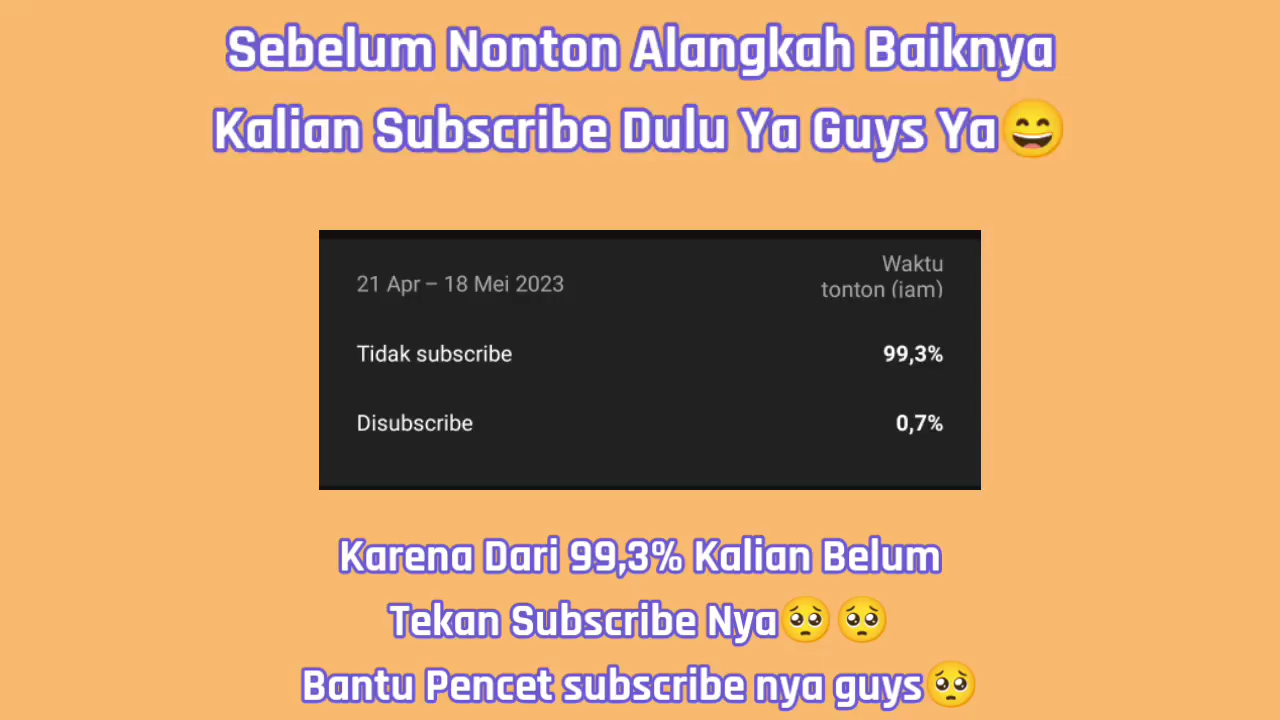 Sebelum Nonton Alangkah Baiknya
Kalian Subscribe Dulu Ya Guys Ya😄
Waktu
21 Apr – 18 Mei 2023 tonton (jam)
Tidak subscribe 99,3%
Disubscribe 0,7%
Karena Dari 99,3% Kalian Belum
Tekan Subscribe Nya🥺🥺
Bantu Pencet subscribe nya guys🥺